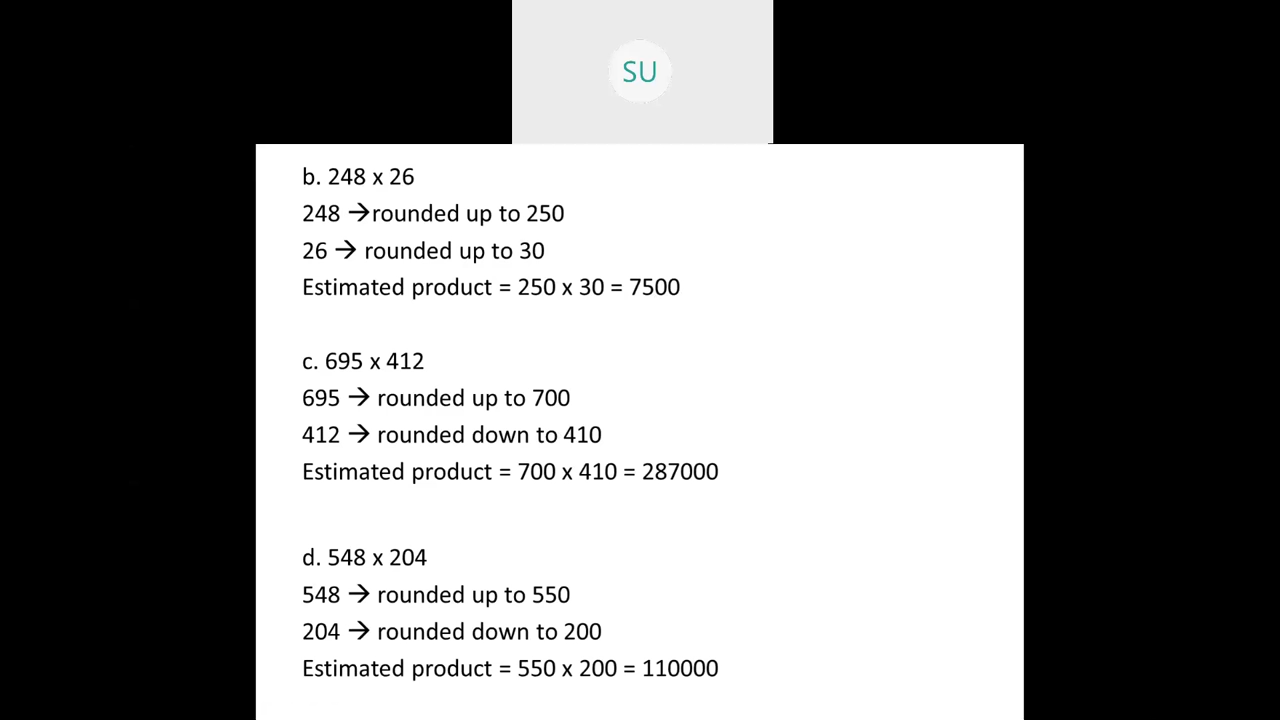 SU
b. 248 x 26
248 →rounded up to 250
26 → rounded up to 30
Estimated product = 250 x 30 = 7500
c. 695 x 412
695 → rounded up to 700
412 → rounded down to 410
Estimated product = 700 x 410 = 287000
d. 548 x 204
548 → rounded up to 550
204 → rounded down to 200
Estimated product = 550 x 200 = 110000